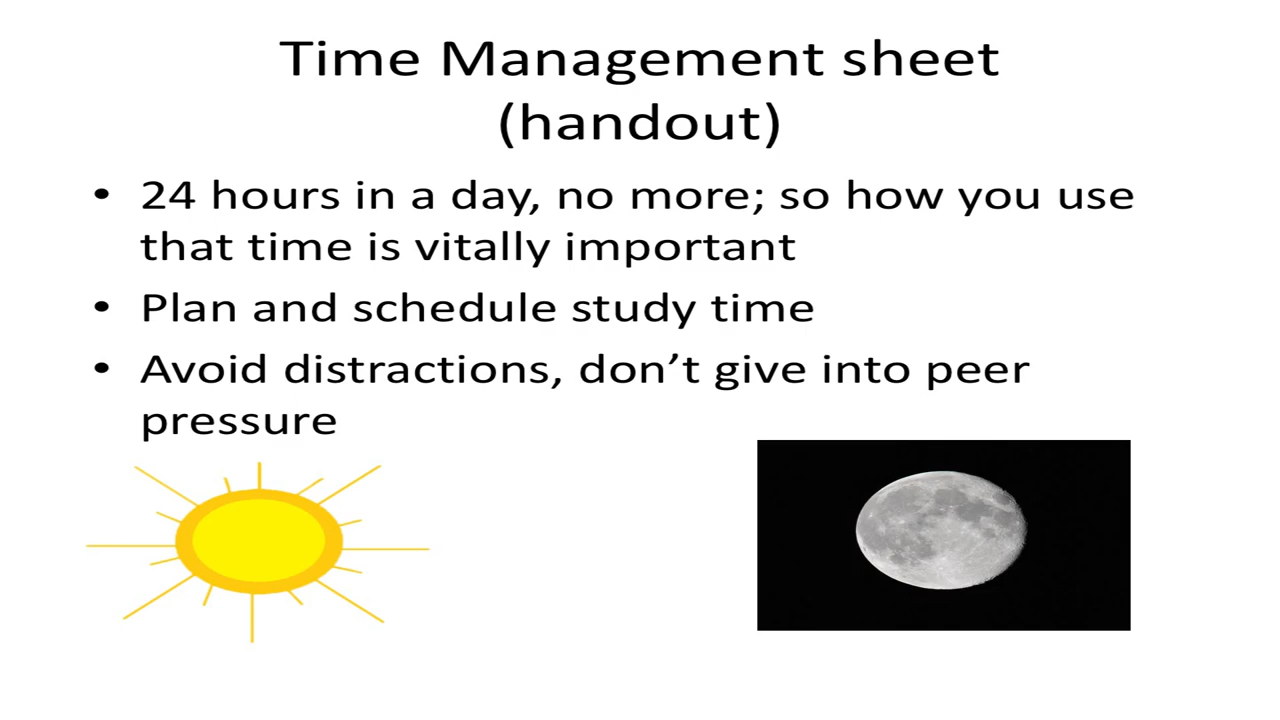 Time Management sheet
(handout)
• 24 hours in a day, no more; so how you use
that time is vitally important
• Plan and schedule study time
• Avoid distractions, don’t give into peer
pressure